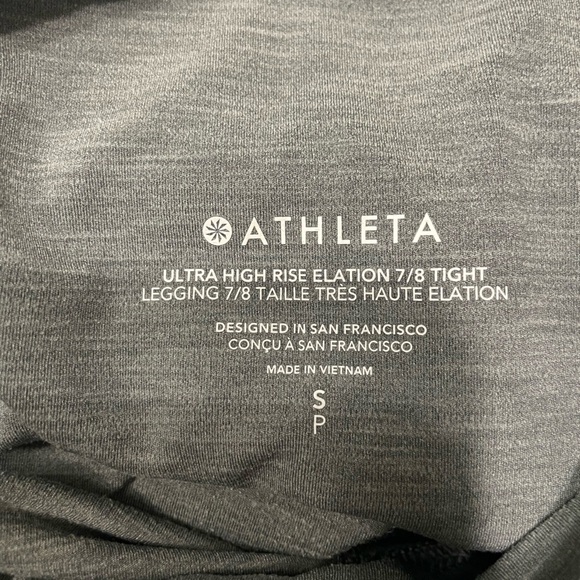 ATHLETA
ULTRA HIGH RISE ELATION 7/8 TIGHT
LEGGING 7/8 TAILLE TRÈS HAUTE ELATION
DESIGNED IN SAN FRANCISCO
CONÇU À SAN FRANCISCO
MADE IN VIETNAM
S
P